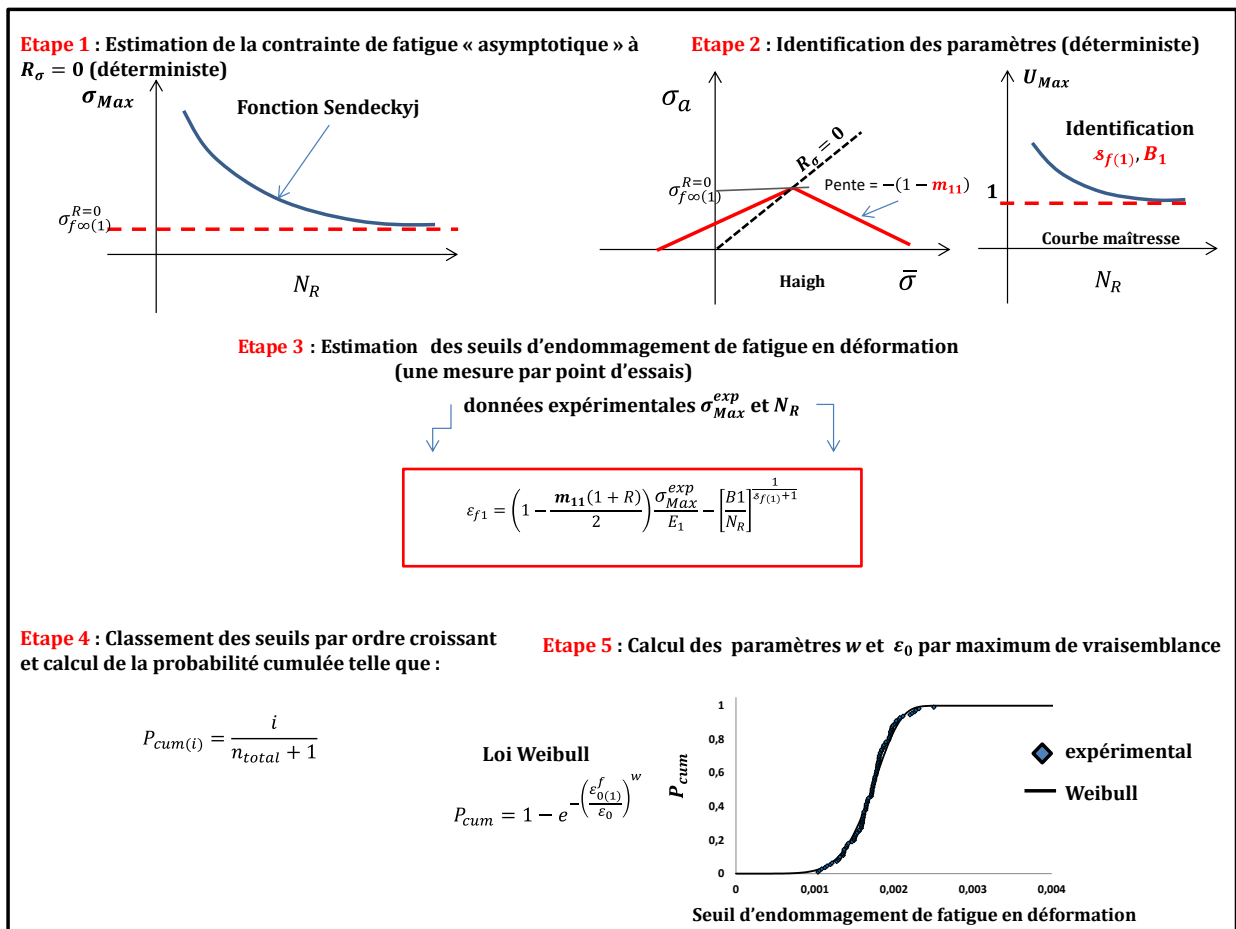 Etape 1 : Estimation de la contrainte de fatigue « asymptotique » à
R_σ = 0 (déterministe)
σ_Max
Fonction Sendeckyj
σ_{f∞(1)}^{R=0}
N_R
Etape 2 : Identification des paramètres (déterministe)
σ_a
R_σ = 0
σ_{f∞(1)}^{R=0}
Pente = −(1 − m_11)
Haigh
σ̄
U_Max
Identification
𝓈_{f(1)}, B_1
1
Courbe maîtresse
N_R
Etape 3 : Estimation des seuils d'endommagement de fatigue en déformation
(une mesure par point d'essais)
données expérimentales σ_Max^exp et N_R
ε_{f1} = (1 − m_11(1 + R)/2) σ_Max^exp/E_1 − [B1/N_R]^{1/(𝓈_{f(1)}+1)}
Etape 4 : Classement des seuils par ordre croissant
et calcul de la probabilité cumulée telle que :
P_{cum(i)} = i/(n_total + 1)
Etape 5 : Calcul des paramètres w et ε_0 par maximum de vraisemblance
Loi Weibull
P_cum = 1 − e^{−(ε_{0(1)}^f/ε_0)^w}
P_cum
1
0,8
0,6
0,4
0,2
0
0 0,001 0,002 0,003 0,004
Seuil d'endommagement de fatigue en déformation
expérimental
Weibull